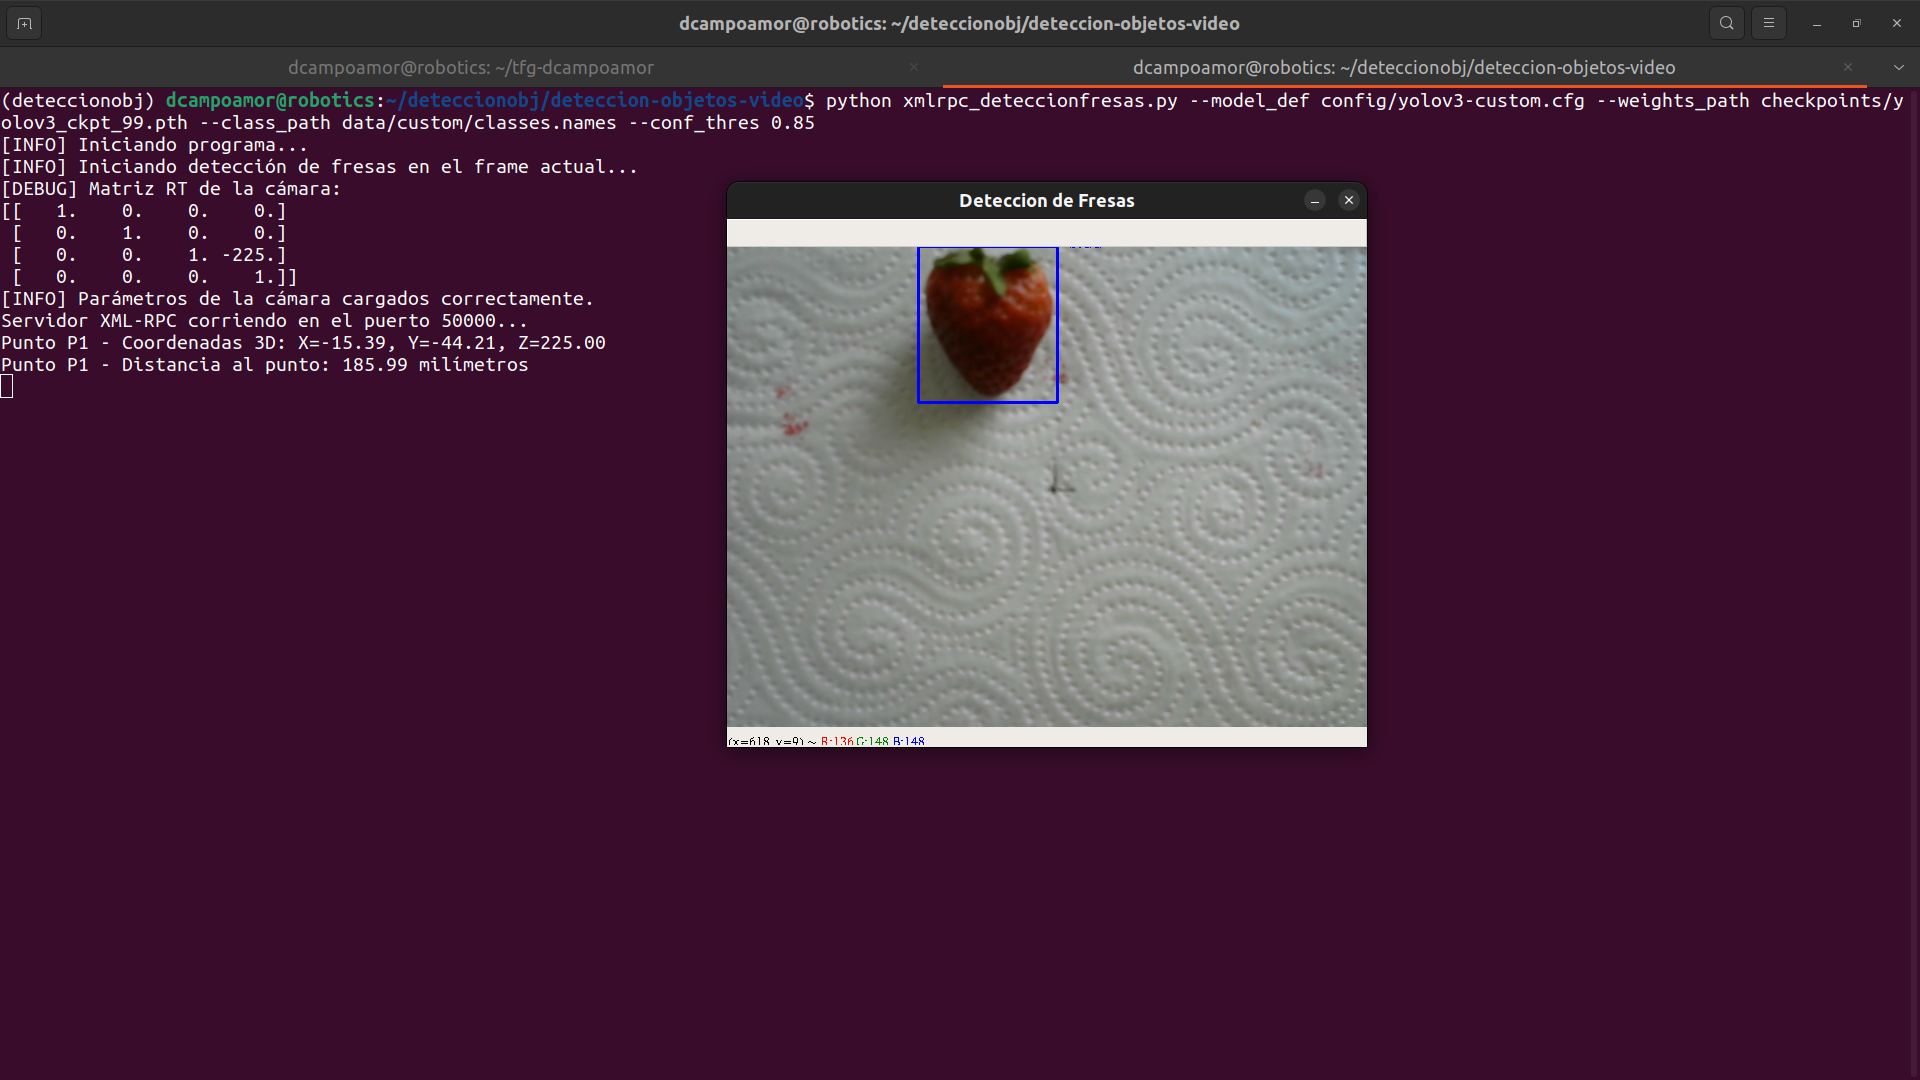 dcampoamor@robotics: ~/deteccionobj/deteccion-objetos-video
dcampoamor@robotics: ~/tfg-dcampoamor
dcampoamor@robotics: ~/deteccionobj/deteccion-objetos-video
(deteccionobj) dcampoamor@robotics:~/deteccionobj/deteccion-objetos-video$ python xmlrpc_deteccionfresas.py --model_def config/yolov3-custom.cfg --weights_path checkpoints/y
olov3_ckpt_99.pth --class_path data/custom/classes.names --conf_thres 0.85
[INFO] Iniciando programa...
[INFO] Iniciando detección de fresas en el frame actual...
[DEBUG] Matriz RT de la cámara:
[[   1.    0.    0.    0.]
 [   0.    1.    0.    0.]
 [   0.    0.    1. -225.]
 [   0.    0.    0.    1.]]
[INFO] Parámetros de la cámara cargados correctamente.
Servidor XML-RPC corriendo en el puerto 50000...
Punto P1 - Coordenadas 3D: X=-15.39, Y=-44.21, Z=225.00
Punto P1 - Distancia al punto: 185.99 milímetros
Deteccion de Fresas
(x=618, y=9) ~ R:136 G:148 B:148